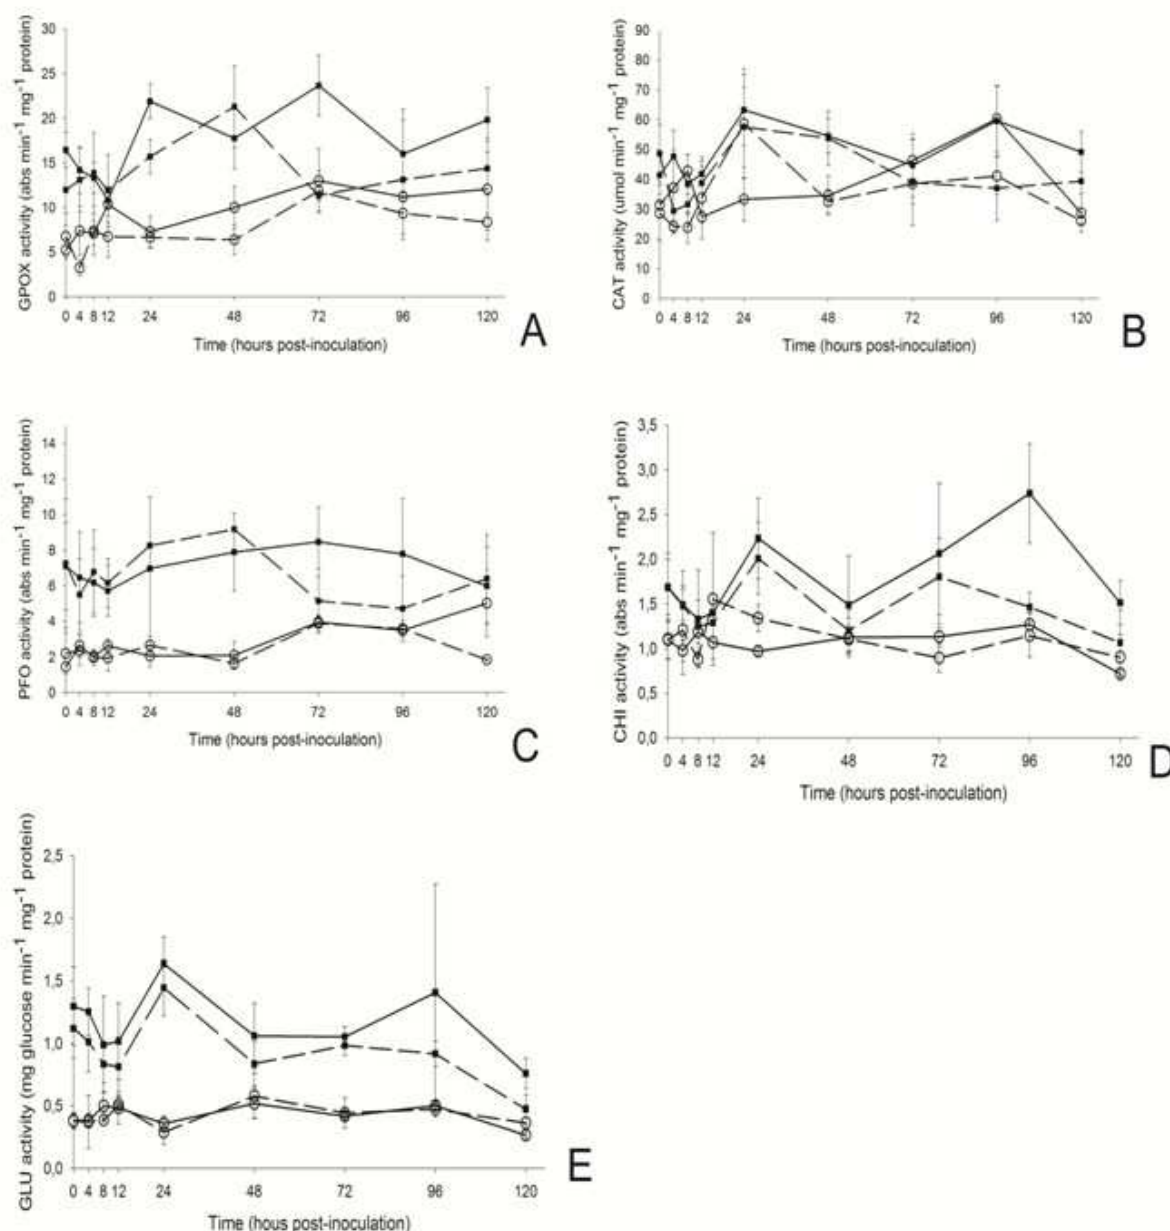 GPOX activity (abs min⁻¹ mg⁻¹ protein)
30
25
20
15
10
5
0
0 4 8 12 24 48 72 96 120
Time (hours post-inoculation)
A
CAT activity (umol min⁻¹ mg⁻¹ protein)
90
80
70
60
50
40
30
20
10
0
0 4 8 12 24 48 72 96 120
Time (hours post-inoculation)
B
PFO activity (abs min⁻¹ mg⁻¹ protein)
14
12
10
8
6
4
2
0
0 4 8 12 24 48 72 96 120
Time (hours post-inoculation)
C
CHI activity (abs min⁻¹ mg⁻¹ protein)
3,5
3,0
2,5
2,0
1,5
1,0
0,5
0,0
0 4 8 12 24 48 72 96 120
Time (hours post-inoculation)
D
GLU activity (mg glucose min⁻¹ mg⁻¹ protein)
2,5
2,0
1,5
1,0
0,5
0,0
0 4 8 12 24 48 72 96 120
Time (hous post-inoculation)
E